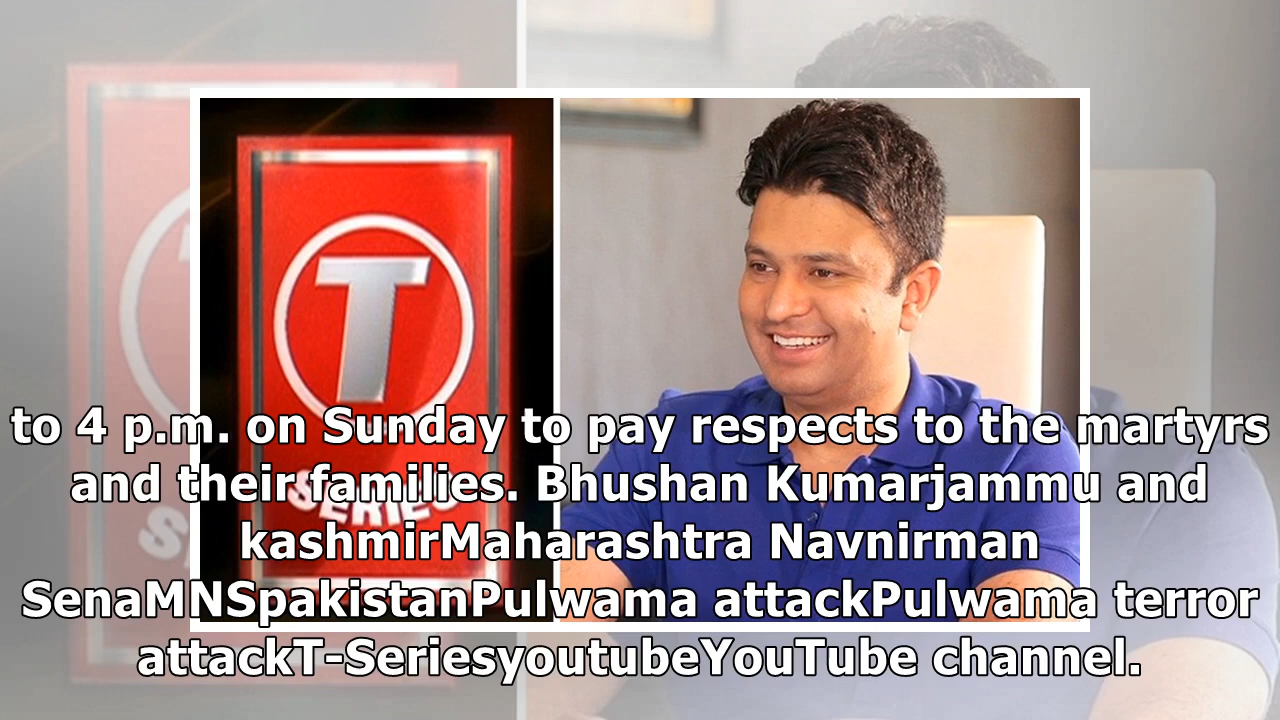 T
SERIES
to 4 p.m. on Sunday to pay respects to the martyrs
and their families. Bhushan Kumarjammu and
kashmirMaharashtra Navnirman
SenaMNSpakistanPulwama attackPulwama terror
attackT-SeriesyoutubeYouTube channel.